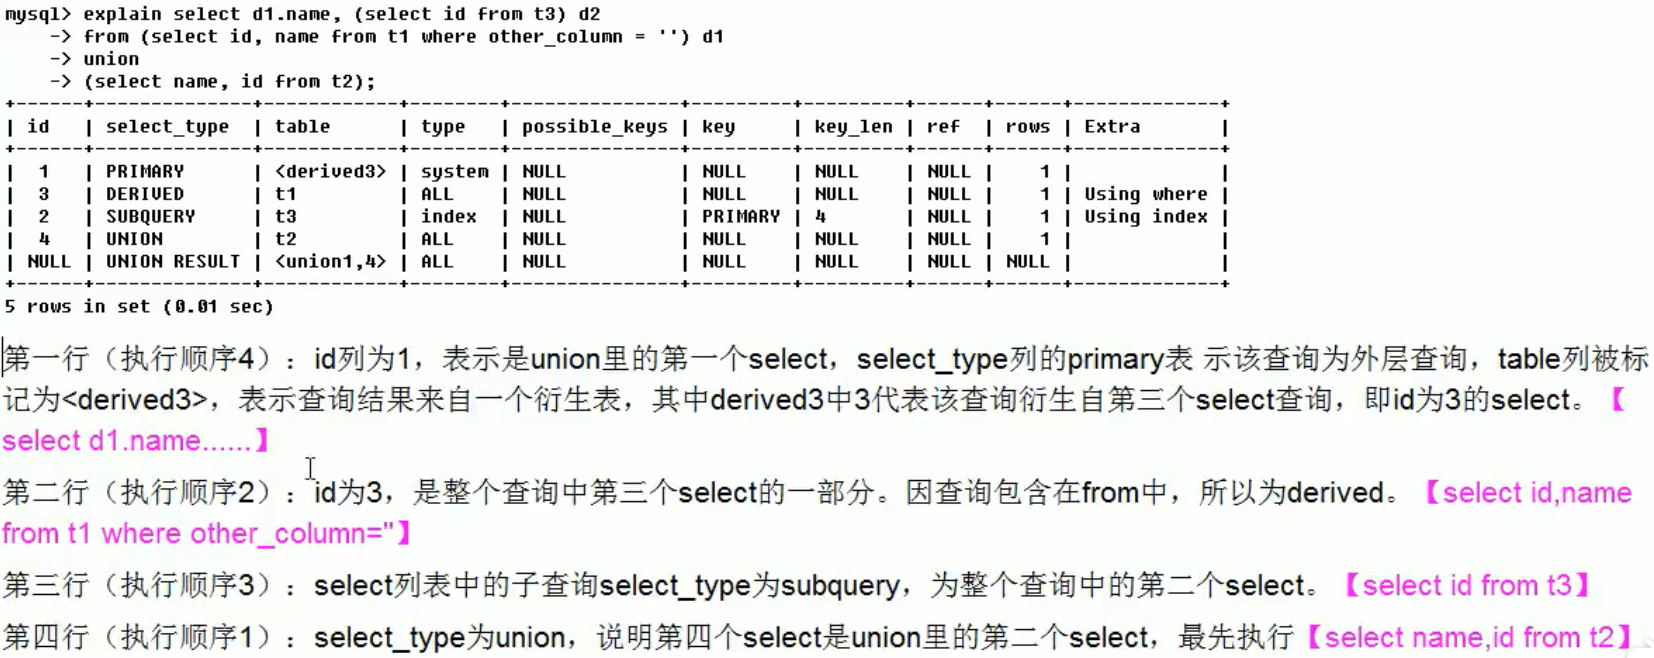 mysql> explain select d1.name, (select id from t3) d2
    -> from (select id, name from t1 where other_column = '') d1
    -> union
    -> (select name, id from t2);
+------+--------------+------------+--------+---------------+---------+---------+------+------+-------------+
| id   | select_type  | table      | type   | possible_keys | key     | key_len | ref  | rows | Extra       |
+------+--------------+------------+--------+---------------+---------+---------+------+------+-------------+
|  1   | PRIMARY      | <derived3> | system | NULL          | NULL    | NULL    | NULL |    1 |             |
|  3   | DERIVED      | t1         | ALL    | NULL          | NULL    | NULL    | NULL |    1 | Using where |
|  2   | SUBQUERY     | t3         | index  | NULL          | PRIMARY | 4       | NULL |    1 | Using index |
|  4   | UNION        | t2         | ALL    | NULL          | NULL    | NULL    | NULL |    1 |             |
| NULL | UNION RESULT | <union1,4> | ALL    | NULL          | NULL    | NULL    | NULL | NULL |             |
+------+--------------+------------+--------+---------------+---------+---------+------+------+-------------+
5 rows in set (0.01 sec)
第一行（执行顺序4）：id列为1，表示是union里的第一个select，select_type列的primary表 示该查询为外层查询，table列被标
记为<derived3>，表示查询结果来自一个衍生表，其中derived3中3代表该查询衍生自第三个select查询，即id为3的select。【
select d1.name......】
第二行（执行顺序2）：id为3，是整个查询中第三个select的一部分。因查询包含在from中，所以为derived。【select id,name
from t1 where other_column=''】
第三行（执行顺序3）：select列表中的子查询select_type为subquery，为整个查询中的第二个select。【select id from t3】
第四行（执行顺序1）：select_type为union，说明第四个select是union里的第二个select，最先执行【select name,id from t2】